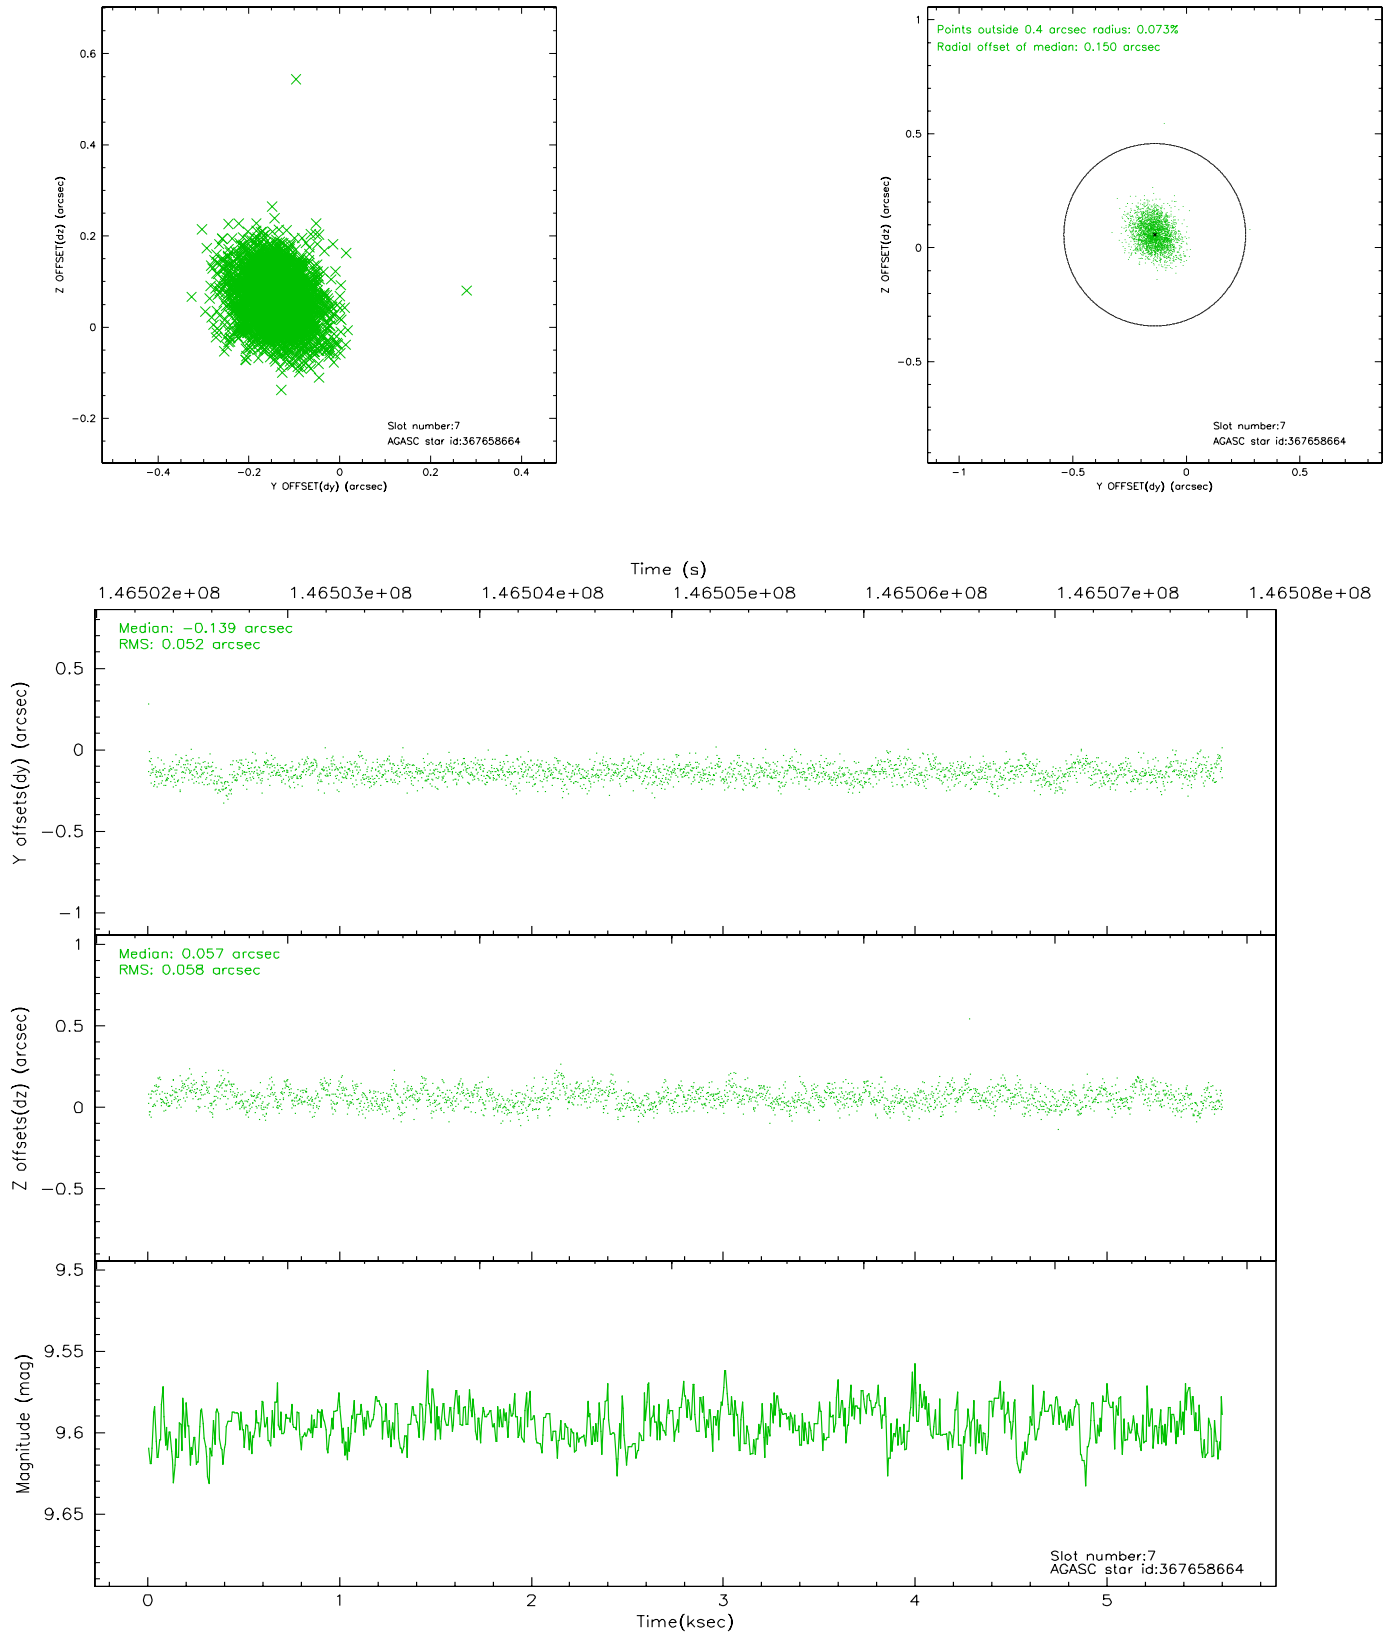 0.6
0.4
0.2
0
-0.2
Z OFFSET(dz) (arcsec)
Slot number:7
AGASC star id:367658664
-0.4 -0.2 0 0.2 0.4
Y OFFSET(dy) (arcsec)
Points outside 0.4 arcsec radius: 0.073%
Radial offset of median: 0.150 arcsec
1
0.5
0
-0.5
Z OFFSET(dz) (arcsec)
Slot number:7
AGASC star id:367658664
-1 -0.5 0 0.5
Y OFFSET(dy) (arcsec)
Time (s)
1.46502e+08 1.46503e+08 1.46504e+08 1.46505e+08 1.46506e+08 1.46507e+08 1.46508e+08
Median: -0.139 arcsec
RMS: 0.052 arcsec
0.5
0
-0.5
-1
Y offsets(dy) (arcsec)
Median: 0.057 arcsec
RMS: 0.058 arcsec
1
0.5
0
-0.5
Z offsets(dz) (arcsec)
9.5
9.55
9.6
9.65
Magnitude (mag)
Slot number:7
AGASC star id:367658664
0 1 2 3 4 5
Time(ksec)